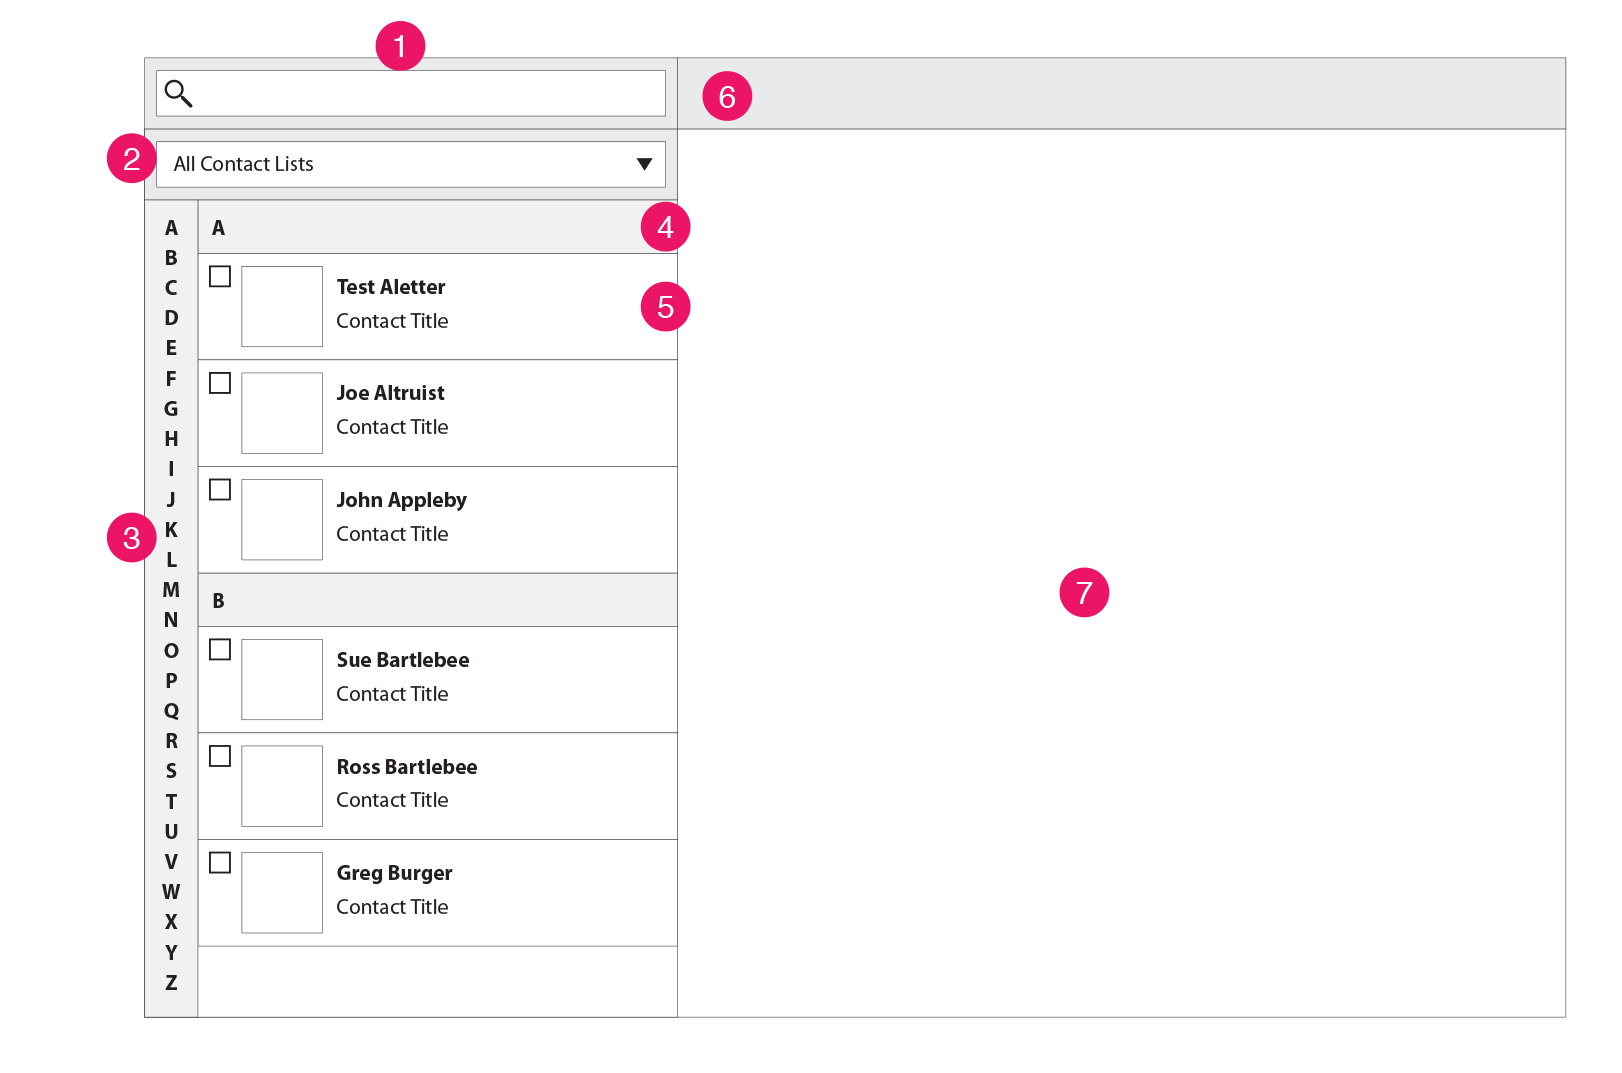 1
6
2
All Contact Lists
A
B
C
D
E
F
G
H
I
J
3
K
L
M
N
O
P
Q
R
S
T
U
V
W
X
Y
Z
A
4
Test Aletter
5
Contact Title
Joe Altruist
Contact Title
John Appleby
Contact Title
B
Sue Bartlebee
Contact Title
Ross Bartlebee
Contact Title
Greg Burger
Contact Title
7